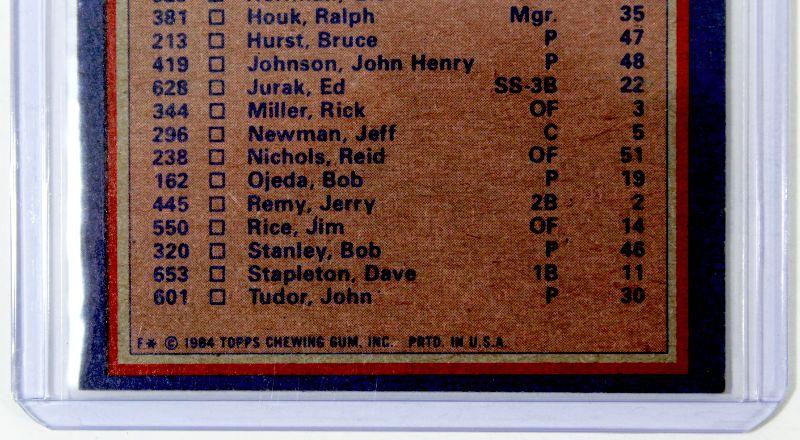 381 Houk, Ralph Mgr. 35
213 Hurst, Bruce P 47
419 Johnson, John Henry P 48
628 Jurak, Ed SS-3B 22
344 Miller, Rick OF 3
296 Newman, Jeff C 5
238 Nichols, Reid OF 51
162 Ojeda, Bob P 19
445 Remy, Jerry 2B 2
550 Rice, Jim OF 14
320 Stanley, Bob P 46
653 Stapleton, Dave 1B 11
601 Tudor, John P 30
F* © 1984 TOPPS CHEWING GUM, INC. PRTD. IN U.S.A.